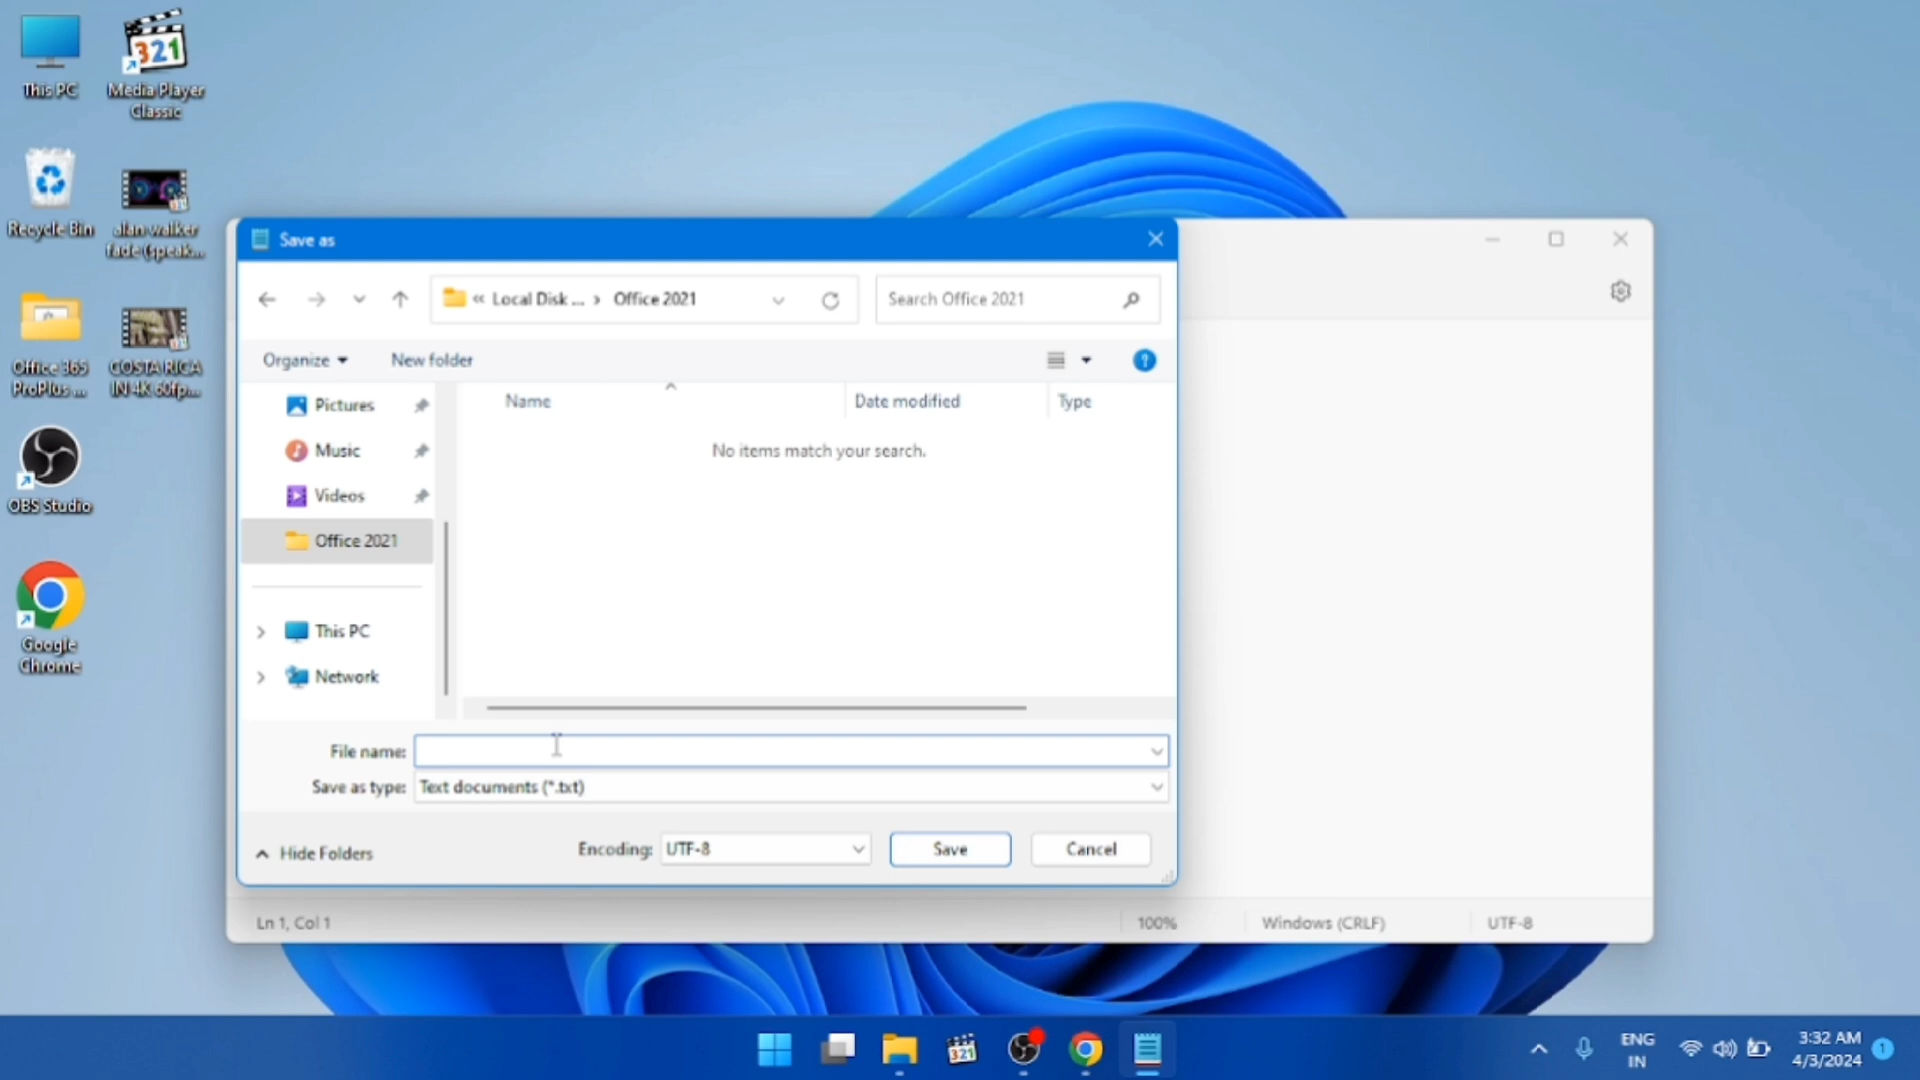 This PC
Media Player
Classic
Recycle Bin
alan walker
fade (speak...
Office 365
ProPlus ...
COSTA RICA
IN 4K 60fp...
OBS Studio
Google
Chrome
321
Save as
« Local Disk ... › Office 2021
Search Office 2021
Organize
New folder
?
Pictures
Music
Videos
Office 2021
This PC
Network
Name
Date modified
Type
No items match your search.
File name:
Save as type: Text documents (*.txt)
Hide Folders
Encoding: UTF-8
Save
Cancel
Ln 1, Col 1
100%
Windows (CRLF)
UTF-8
321
ENG
IN
3:32 AM
4/3/2024
1